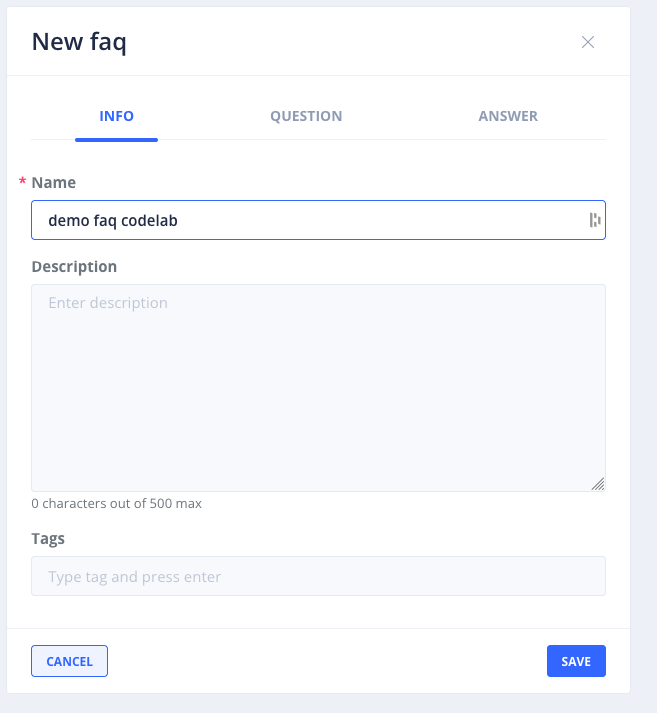 New faq
INFO QUESTION ANSWER
* Name
demo faq codelab
Description
Enter description
0 characters out of 500 max
Tags
Type tag and press enter
CANCEL SAVE